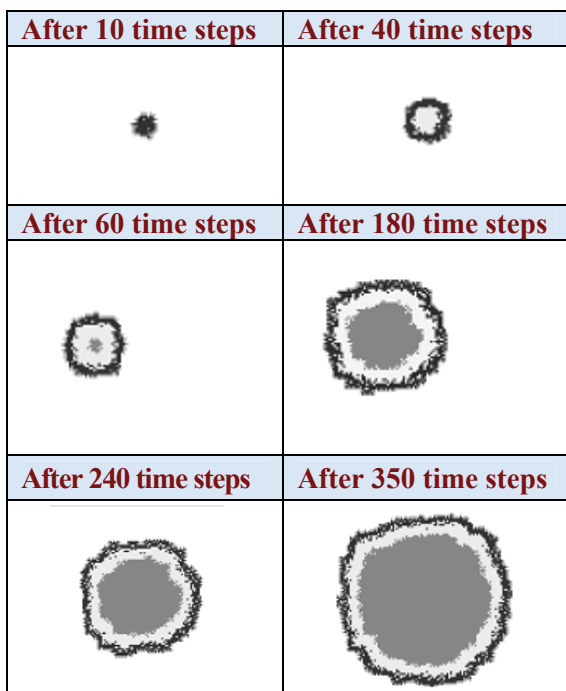 After 10 time steps
After 40 time steps
After 60 time steps
After 180 time steps
After 240 time steps
After 350 time steps